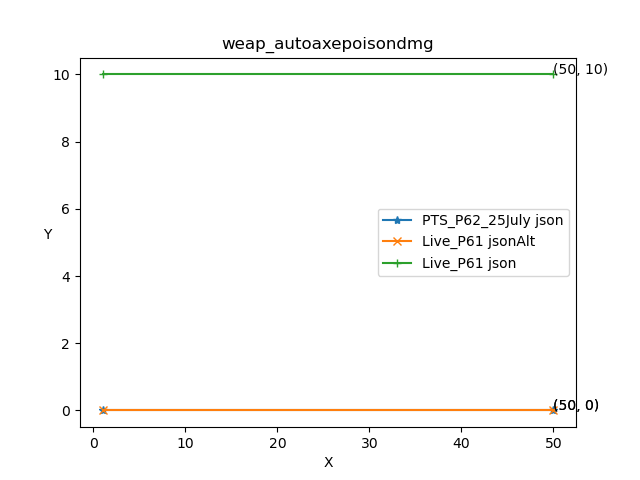 weap_autoaxepoisondmg
10
8
6
4
2
0
Y
(50, 10)
PTS_P62_25July json
Live_P61 jsonAlt
Live_P61 json
(50, 0)
0 10 20 30 40 50
X